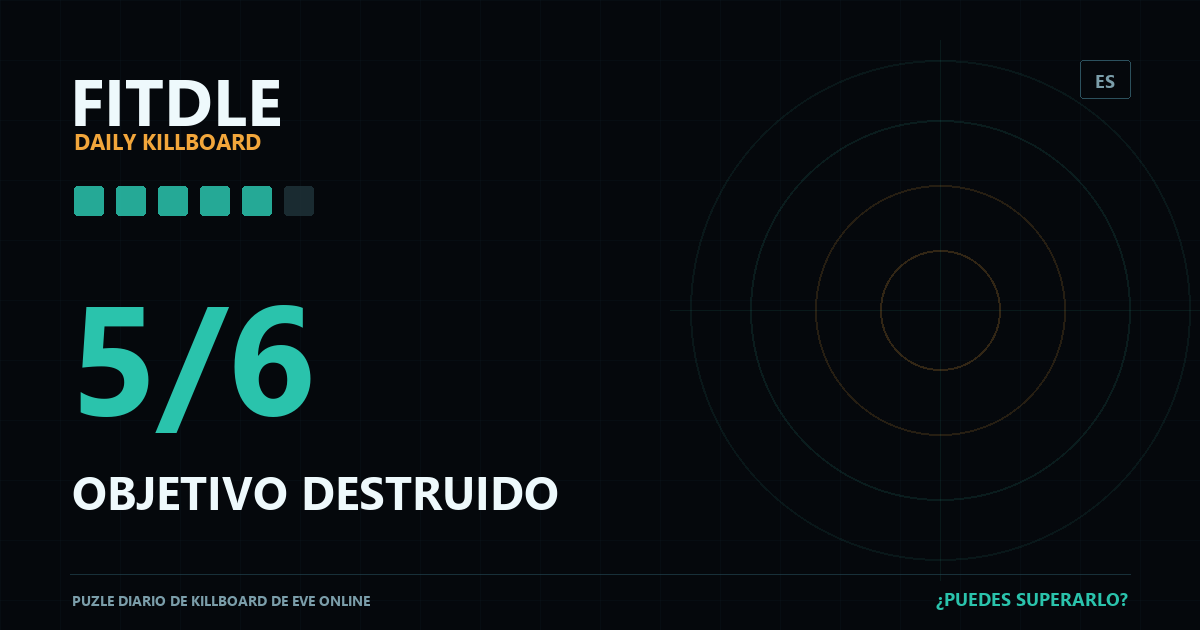 FITDLE
ES
DAILY KILLBOARD
5/6
OBJETIVO DESTRUIDO
PUZLE DIARIO DE KILLBOARD DE EVE ONLINE
¿PUEDES SUPERARLO?